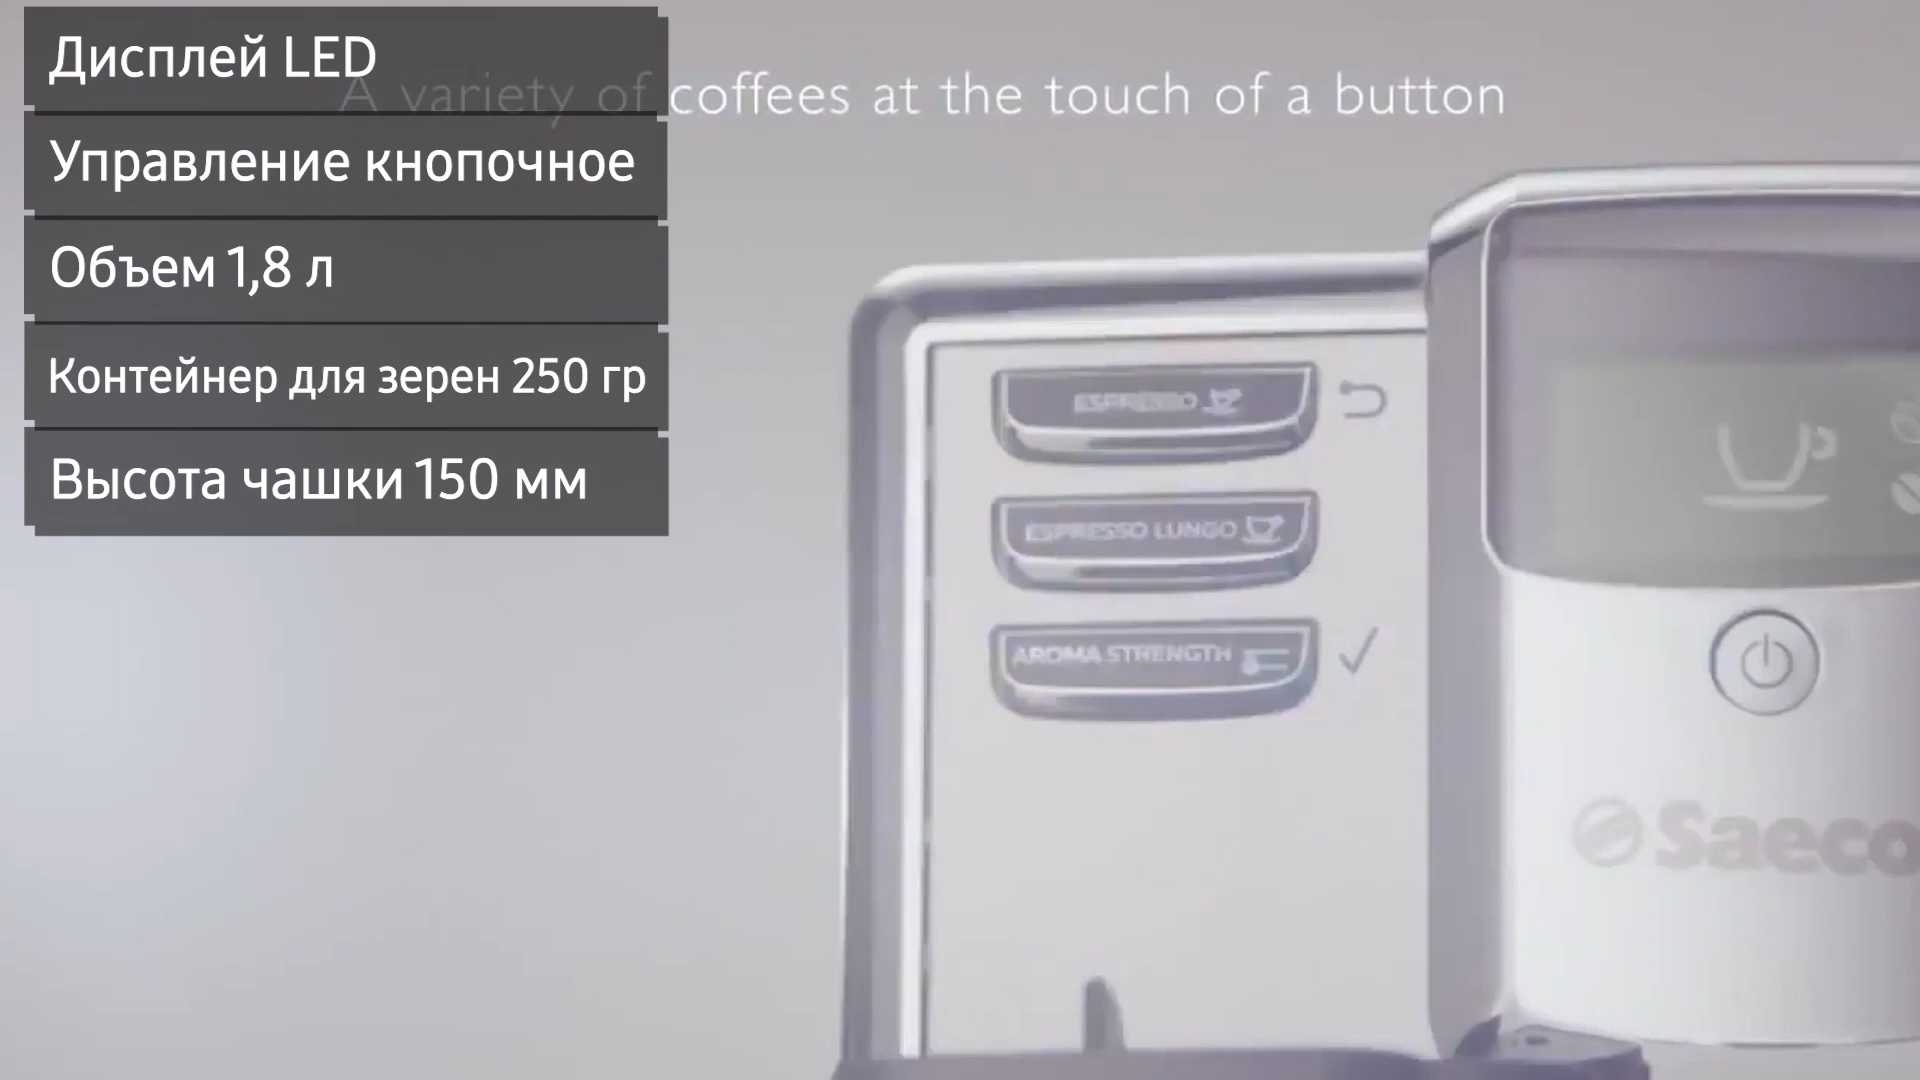 Дисплей LED
A variety of coffees at the touch of a button
Управление кнопочное
Объем 1,8 л
Контейнер для зерен 250 гр
Высота чашки 150 мм
ESPRESSO
ESPRESSO LUNGO
AROMA STRENGTH
Saeco